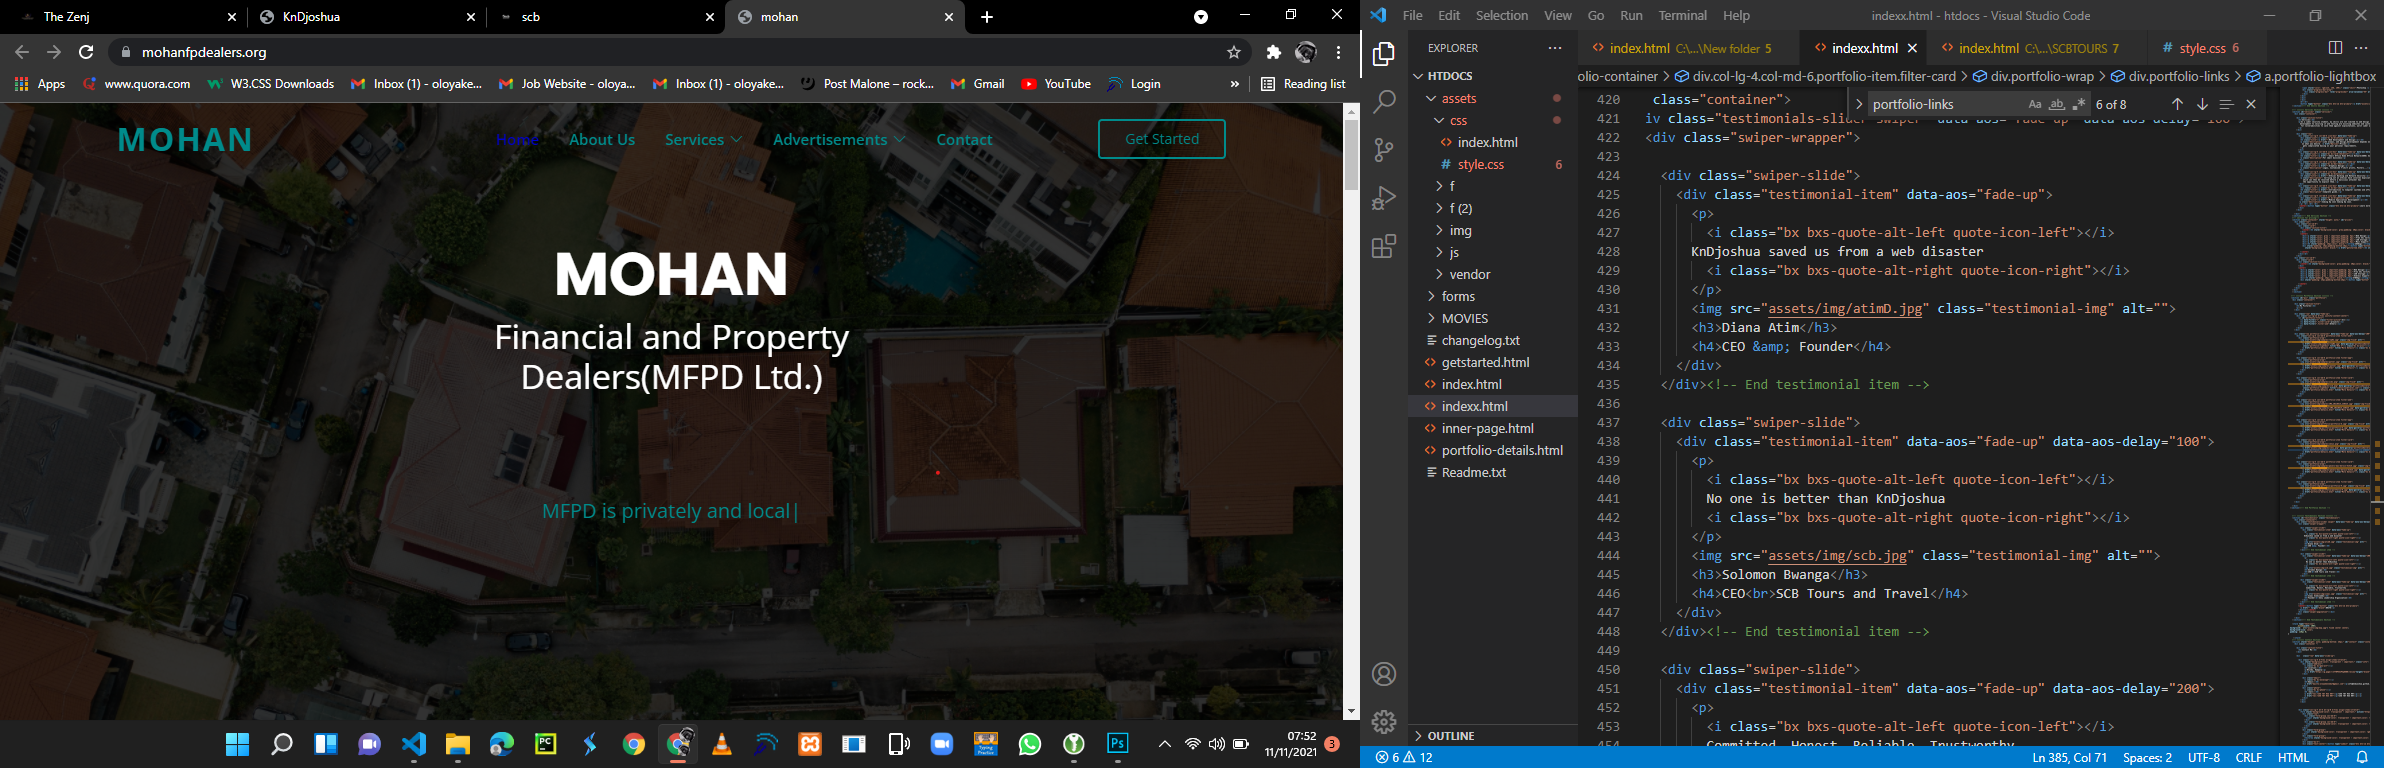 The Zenj
KnDjoshua
scb
mohan
mohanfpdealers.org
Apps
www.quora.com
W3.CSS Downloads
Inbox (1) - oloyake...
Job Website - oloya...
Inbox (1) - oloyake...
Post Malone – rock...
Gmail
YouTube
Login
»
Reading list
MOHAN
Home
About Us
Services
Advertisements
Contact
Get Started
MOHAN
Financial and Property
Dealers(MFPD Ltd.)
MFPD is privately and local|
07:52
11/11/2021
3
File Edit Selection View Go Run Terminal Help
indexx.html - htdocs - Visual Studio Code
EXPLORER
HTDOCS
assets
css
index.html
style.css 6
f
f (2)
img
js
vendor
forms
MOVIES
changelog.txt
getstarted.html
index.html
indexx.html
inner-page.html
portfolio-details.html
Readme.txt
OUTLINE
index.html C:\...\New folder 5
indexx.html
index.html C:\...\SCBTOURS 7
style.css 6
olio-container > div.col-lg-4.col-md-6.portfolio-item.filter-card > div.portfolio-wrap > div.portfolio-links > a.portfolio-lightbox
portfolio-links
6 of 8
420 class="container">
421 iv class="testimonials-slider swiper" data-aos="fade-up" data-aos-delay="100">
422 <div class="swiper-wrapper">
423
424 <div class="swiper-slide">
425 <div class="testimonial-item" data-aos="fade-up">
426 <p>
427 <i class="bx bxs-quote-alt-left quote-icon-left"></i>
428 KnDjoshua saved us from a web disaster
429 <i class="bx bxs-quote-alt-right quote-icon-right"></i>
430 </p>
431 <img src="assets/img/atimD.jpg" class="testimonial-img" alt="">
432 <h3>Diana Atim</h3>
433 <h4>CEO &amp; Founder</h4>
434 </div>
435 </div><!-- End testimonial item -->
436
437 <div class="swiper-slide">
438 <div class="testimonial-item" data-aos="fade-up" data-aos-delay="100">
439 <p>
440 <i class="bx bxs-quote-alt-left quote-icon-left"></i>
441 No one is better than KnDjoshua
442 <i class="bx bxs-quote-alt-right quote-icon-right"></i>
443 </p>
444 <img src="assets/img/scb.jpg" class="testimonial-img" alt="">
445 <h3>Solomon Bwanga</h3>
446 <h4>CEO<br>SCB Tours and Travel</h4>
447 </div>
448 </div><!-- End testimonial item -->
449
450 <div class="swiper-slide">
451 <div class="testimonial-item" data-aos="fade-up" data-aos-delay="200">
452 <p>
453 <i class="bx bxs-quote-alt-left quote-icon-left"></i>
454 Committed, Honest, Reliable, Trustworthy
6 12
Ln 385, Col 71 Spaces: 2 UTF-8 CRLF HTML